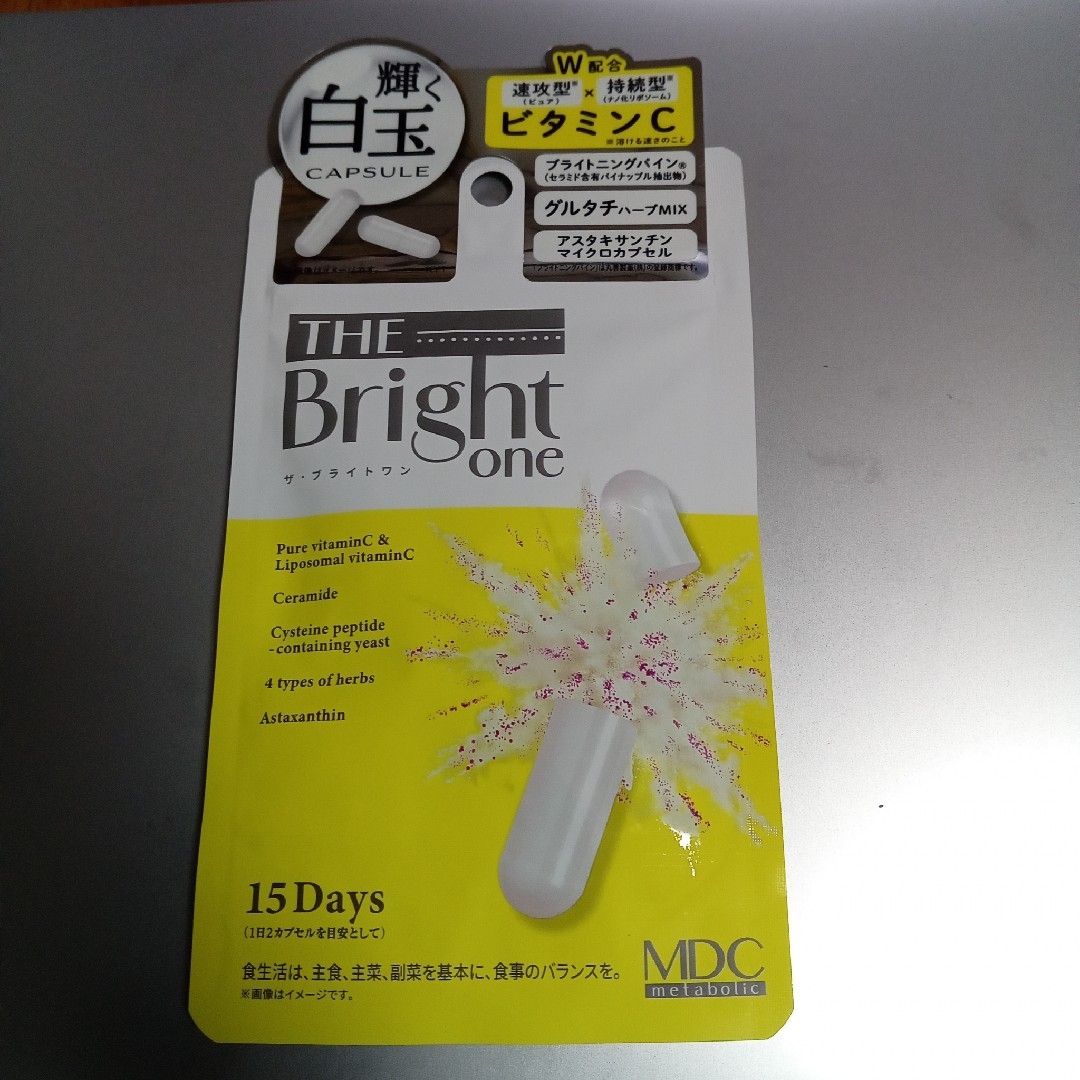 輝く
白玉
CAPSULE
W配合
速攻型※
(ピュア)
×
持続型※
(ナノ化リポソーム)
ビタミンC
※溶ける速さのこと
ブライトニングパイン®
(セラミド含有パイナップル抽出物)
グルタチハーブMIX
アスタキサンチン
マイクロカプセル
THE
Bright
one
ザ・ブライトワン
Pure vitaminC &
Liposomal vitaminC
Ceramide
Cysteine peptide
-containing yeast
4 types of herbs
Astaxanthin
15Days
(1日2カプセルを目安として)
食生活は、主食、主菜、副菜を基本に、食事のバランスを。
※画像はイメージです。
MDC
metabolic